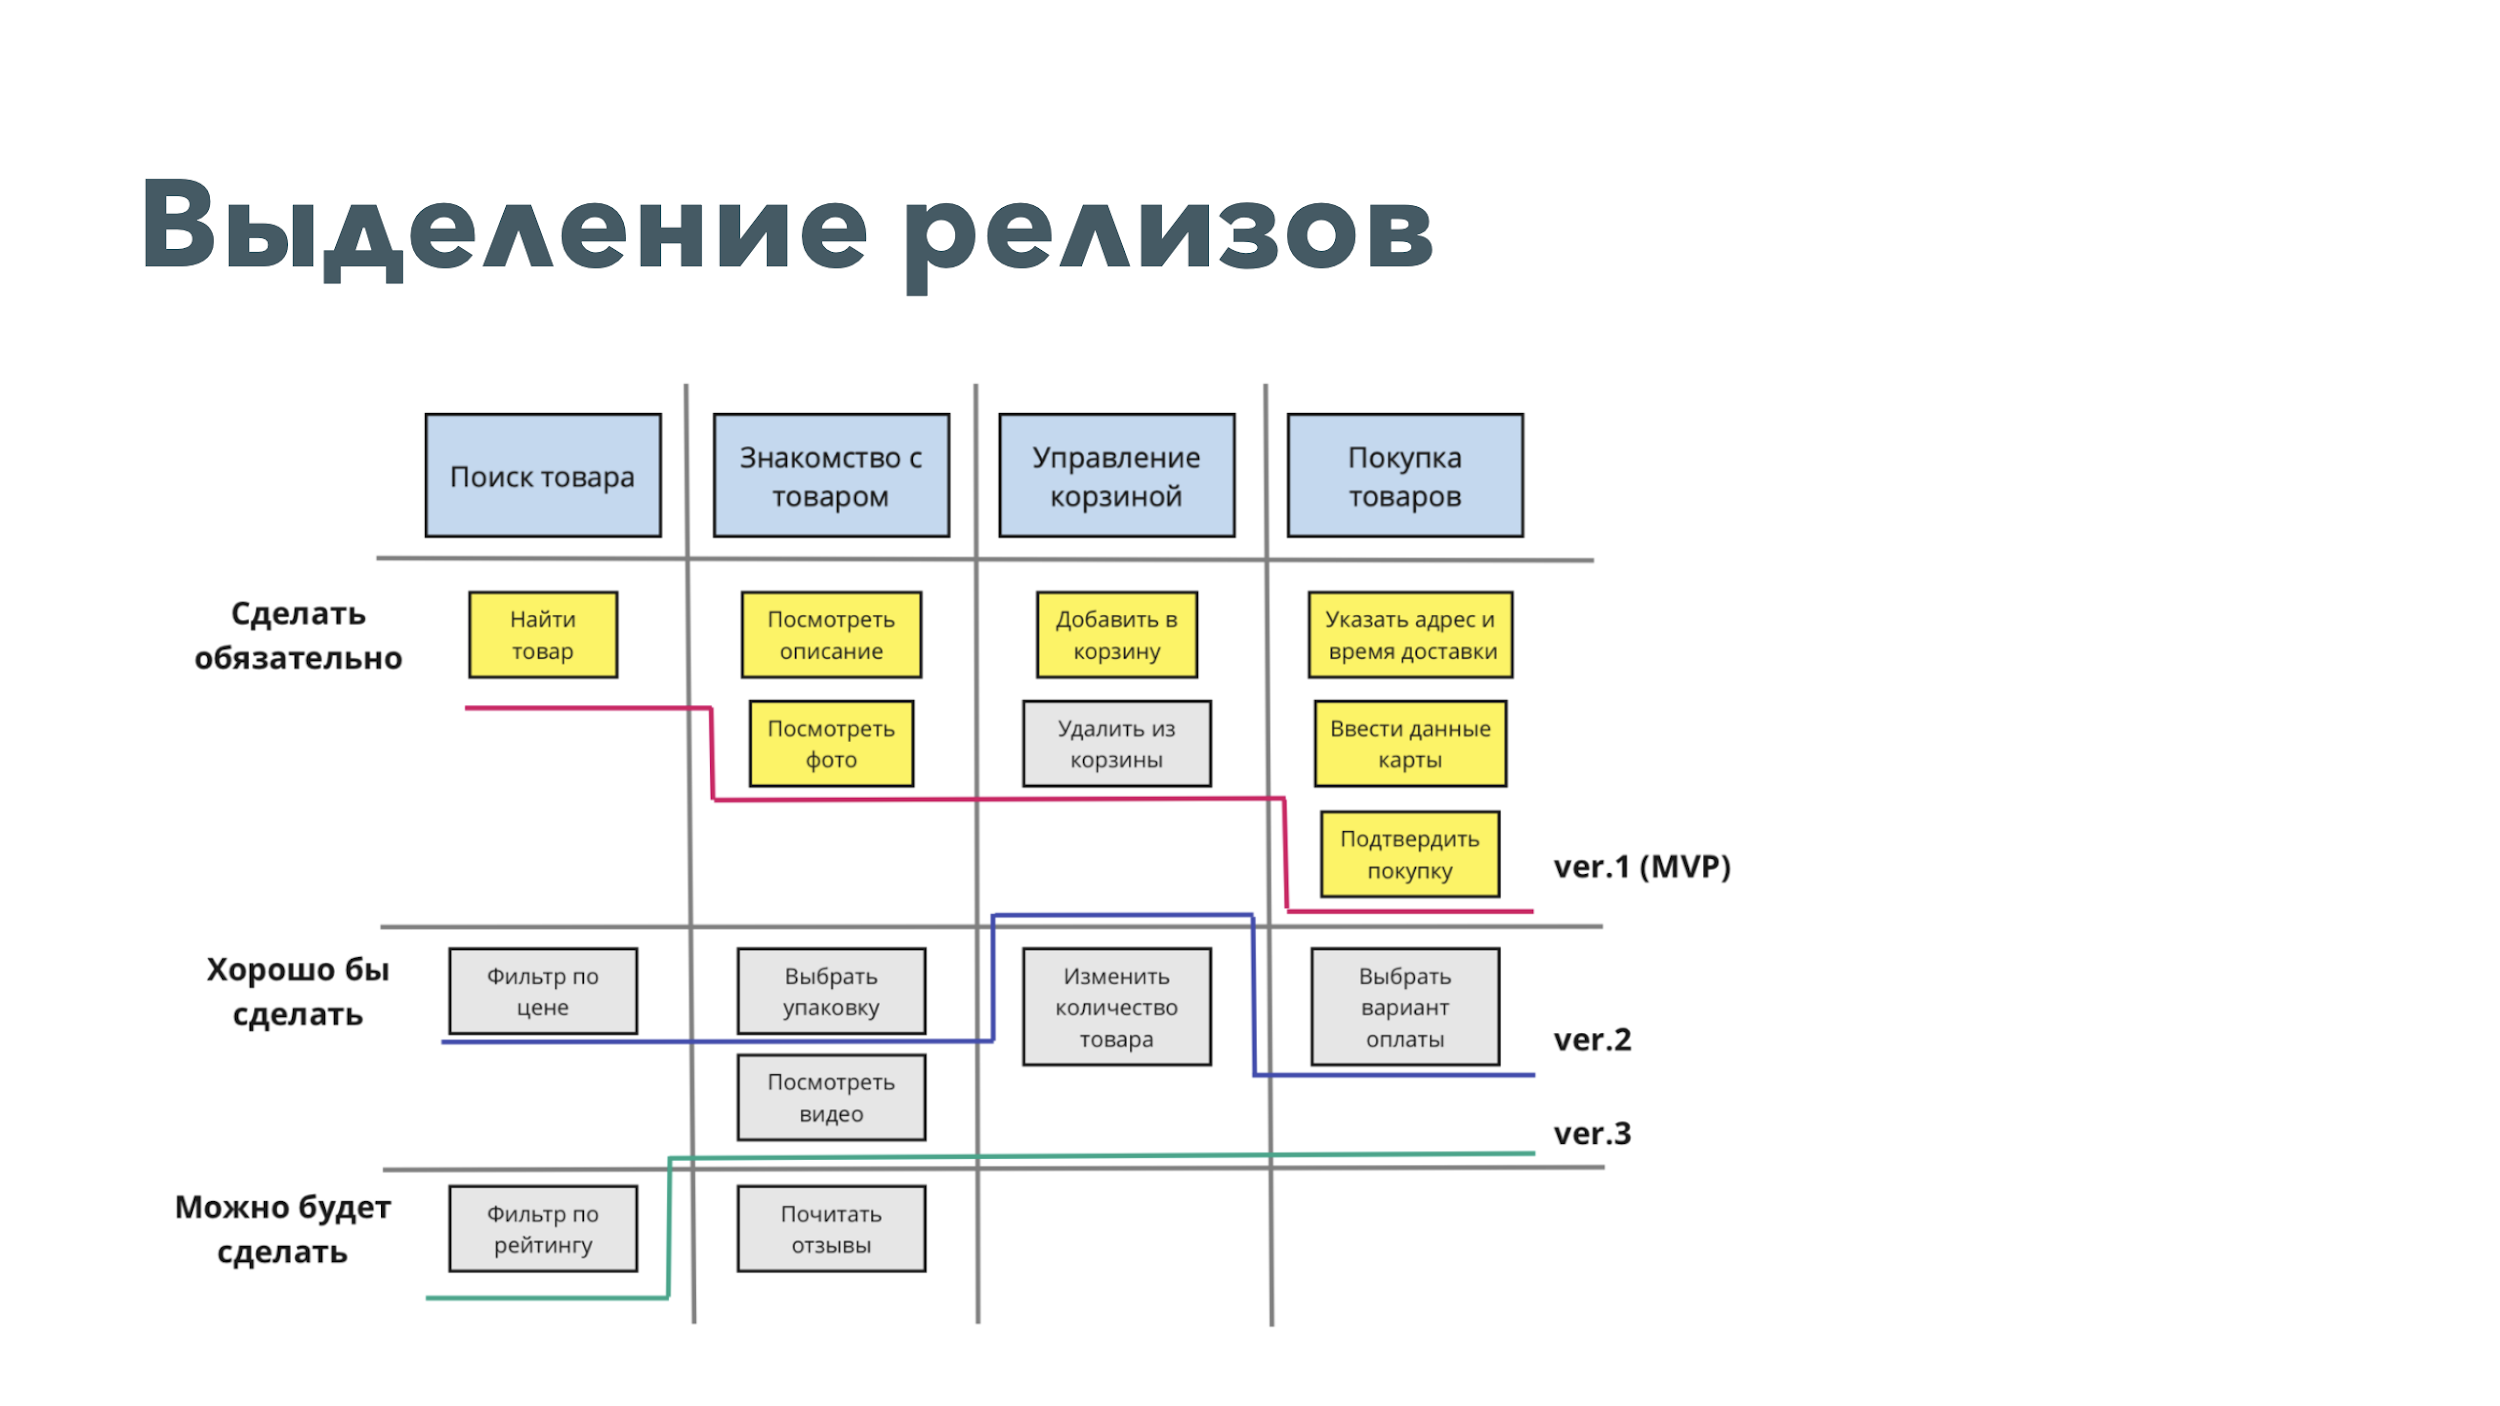 Выделение релизов
Поиск товара
Знакомство с
товаром
Управление
корзиной
Покупка
товаров
Сделать
обязательно
Найти
товар
Посмотреть
описание
Добавить в
корзину
Указать адрес и
время доставки
Посмотреть
фото
Удалить из
корзины
Ввести данные
карты
Подтвердить
покупку
ver.1 (MVP)
Хорошо бы
сделать
Фильтр по
цене
Выбрать
упаковку
Изменить
количество
товара
Выбрать
вариант
оплаты
ver.2
Посмотреть
видео
ver.3
Можно будет
сделать
Фильтр по
рейтингу
Почитать
отзывы